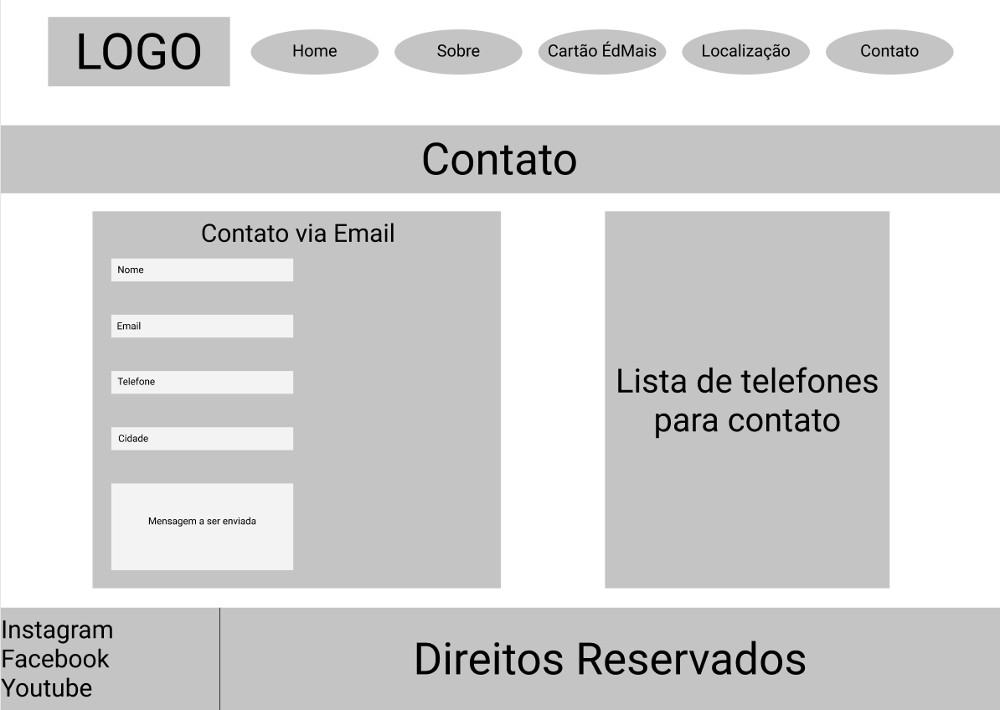 LOGO
Home
Sobre
Cartão ÉdMais
Localização
Contato
Contato
Contato via Email
Nome
Email
Telefone
Cidade
Mensagem a ser enviada
Lista de telefones
para contato
Instagram
Facebook
Youtube
Direitos Reservados